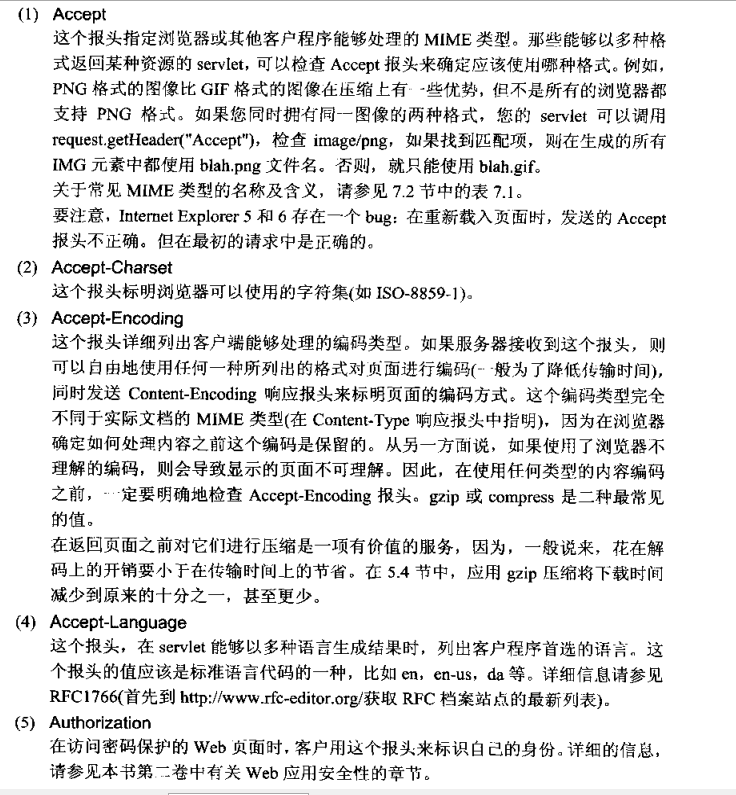 (1) Accept
这个报头指定浏览器或其他客户程序能够处理的 MIME 类型。那些能够以多种格
式返回某种资源的 servlet，可以检查 Accept 报头来确定应该使用哪种格式。例如，
PNG 格式的图像比 GIF 格式的图像在压缩上有一些优势，但不是所有的浏览器都
支持 PNG 格式。如果您同时拥有同一图像的两种格式，您的 servlet 可以调用
request.getHeader("Accept")，检查 image/png，如果找到匹配项，则在生成的所有
IMG 元素中都使用 blah.png 文件名。否则，就只能使用 blah.gif。
关于常见 MIME 类型的名称及含义，请参见 7.2 节中的表 7.1。
要注意，Internet Explorer 5 和 6 存在一个 bug：在重新载入页面时，发送的 Accept
报头不正确。但在最初的请求中是正确的。
(2) Accept-Charset
这个报头标明浏览器可以使用的字符集(如 ISO-8859-1)。
(3) Accept-Encoding
这个报头详细列出客户端能够处理的编码类型。如果服务器接收到这个报头，则
可以自由地使用任何一种所列出的格式对页面进行编码(一般为了降低传输时间)，
同时发送 Content-Encoding 响应报头来标明页面的编码方式。这个编码类型完全
不同于实际文档的 MIME 类型(在 Content-Type 响应报头中指明)，因为在浏览器
确定如何处理内容之前这个编码是保留的。从另一方面说，如果使用了浏览器不
理解的编码，则会导致显示的页面不可理解。因此，在使用任何类型的内容编码
之前，一定要明确地检查 Accept-Encoding 报头。gzip 或 compress 是二种最常见
的值。
在返回页面之前对它们进行压缩是一项有价值的服务，因为，一般说来，花在解
码上的开销要小于在传输时间上的节省。在 5.4 节中，应用 gzip 压缩将下载时间
减少到原来的十分之一，甚至更少。
(4) Accept-Language
这个报头，在 servlet 能够以多种语言生成结果时，列出客户程序首选的语言。这
个报头的值应该是标准语言代码的一种，比如 en，en-us，da 等。详细信息请参见
RFC1766(首先到 http://www.rfc-editor.org/获取 RFC 档案站点的最新列表)。
(5) Authorization
在访问密码保护的 Web 页面时，客户用这个报头来标识自己的身份。详细的信息，
请参见本书第二卷中有关 Web 应用安全性的章节。